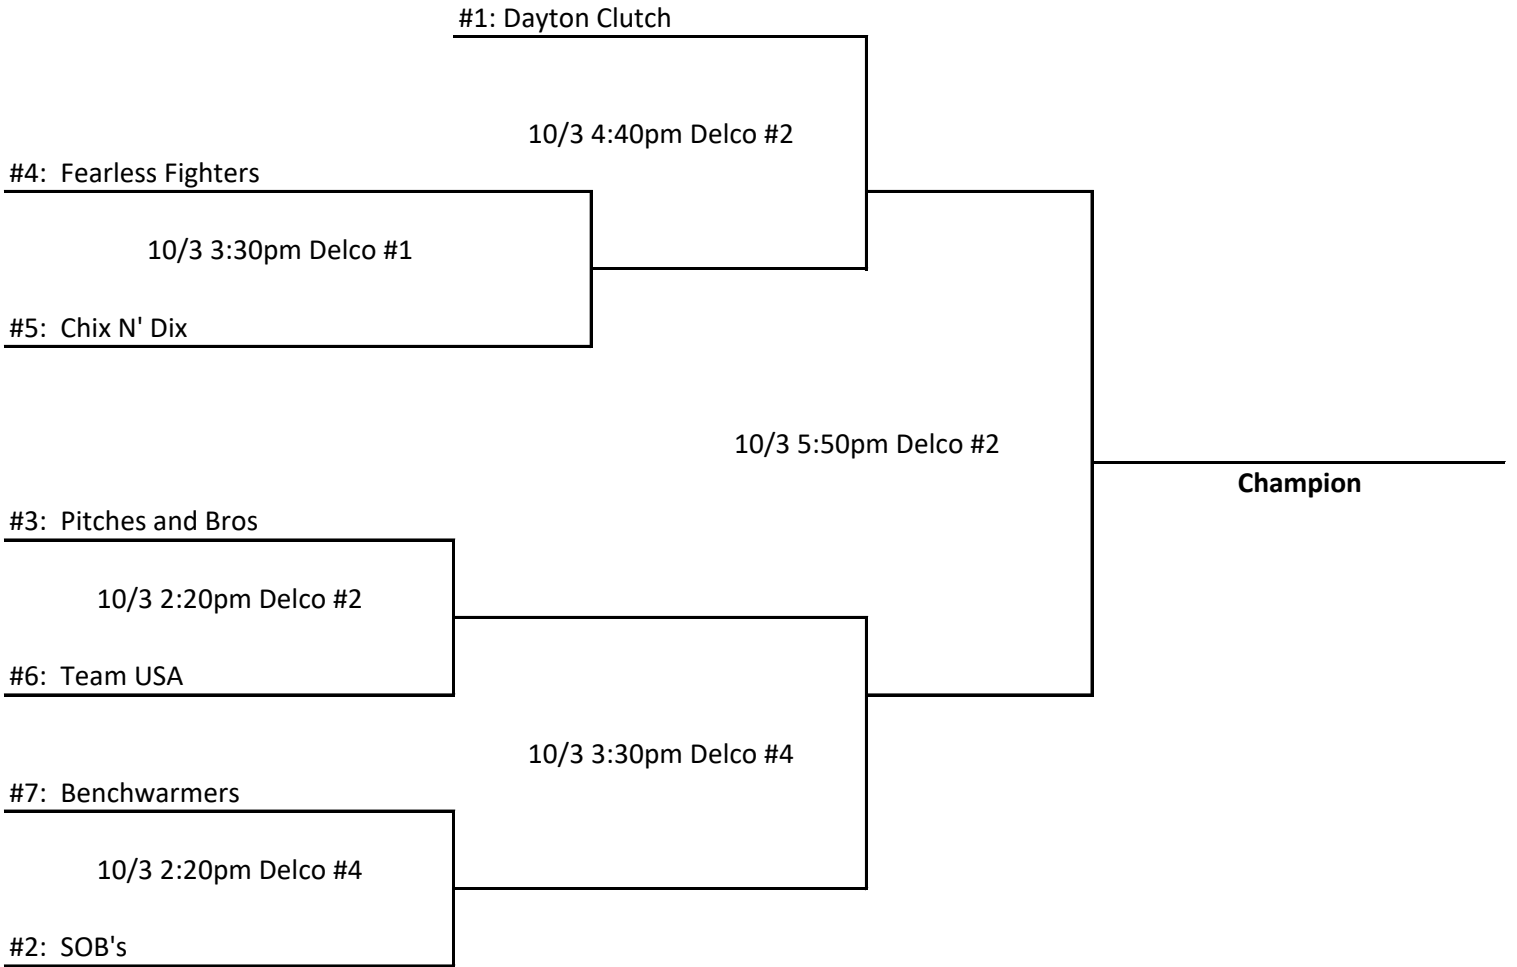 #1: Dayton Clutch
10/3 4:40pm Delco #2
#4:  Fearless Fighters
10/3 3:30pm Delco #1
#5:  Chix N' Dix
10/3 5:50pm Delco #2
Champion
#3:  Pitches and Bros
10/3 2:20pm Delco #2
#6:  Team USA
10/3 3:30pm Delco #4
#7:  Benchwarmers
10/3 2:20pm Delco #4
#2:  SOB's